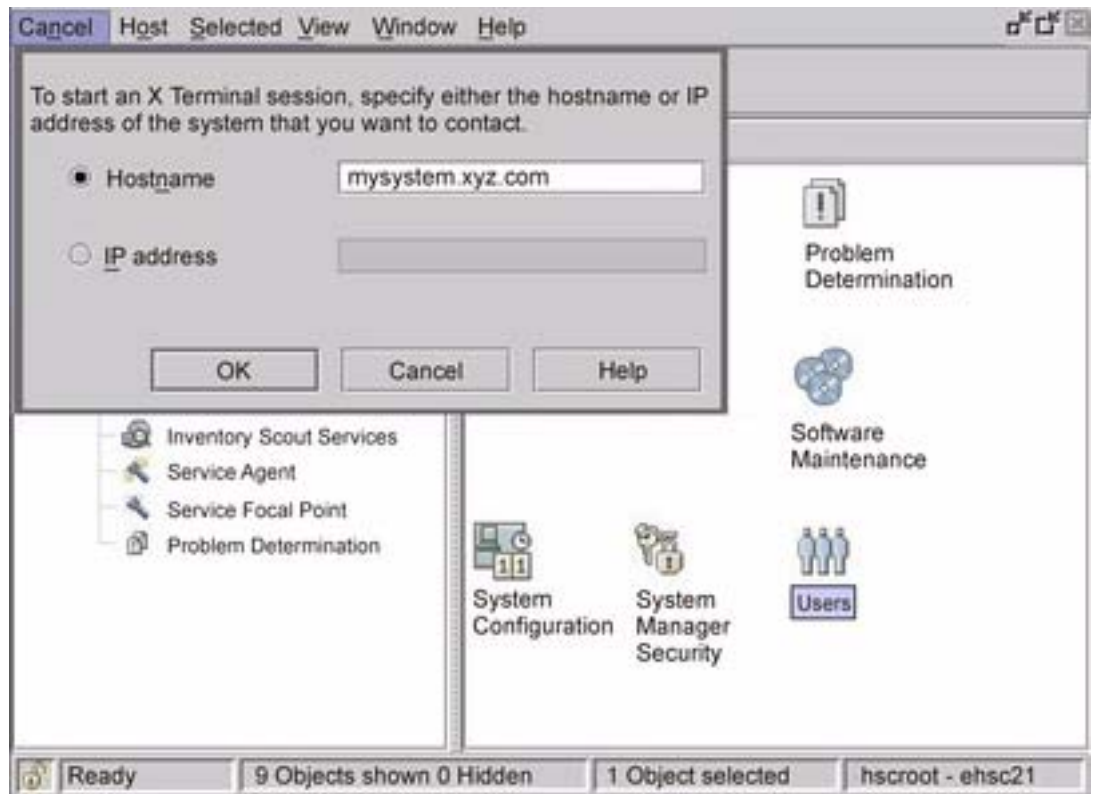 Cancel Host Selected View Window Help
To start an X Terminal session, specify either the hostname or IP
address of the system that you want to contact.
Hostname mysystem.xyz.com
IP address
OK Cancel Help
Inventory Scout Services
Service Agent
Service Focal Point
Problem Determination
Problem
Determination
Software
Maintenance
11
System
Configuration
System
Manager
Security
Users
Ready 9 Objects shown 0 Hidden 1 Object selected hscroot - ehsc21